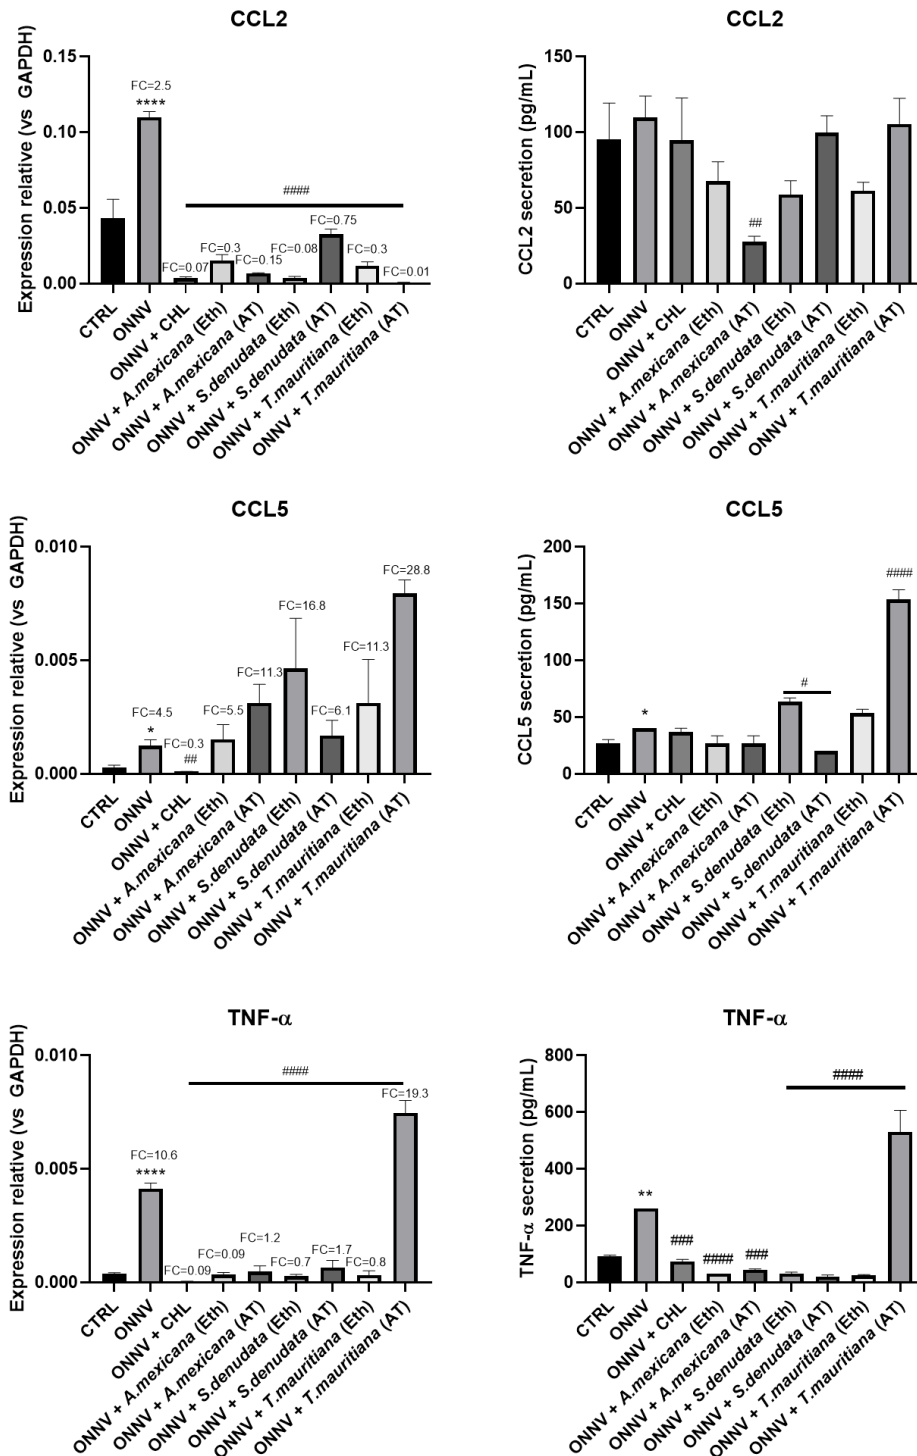 CCL2
Expression relative (vs GAPDH)
0.15
0.10
0.05
0.00
FC=2.5
****
####
FC=0.07
FC=0.3
FC=0.15
FC=0.08
FC=0.75
FC=0.3
FC=0.01
CTRL
ONNV
ONNV + CHL
ONNV + A.mexicana (Eth)
ONNV + A.mexicana (AT)
ONNV + S.denudata (Eth)
ONNV + S.denudata (AT)
ONNV + T.mauritiana (Eth)
ONNV + T.mauritiana (AT)
CCL2
CCL2 secretion (pg/mL)
150
100
50
0
##
CTRL
ONNV
ONNV + CHL
ONNV + A.mexicana (Eth)
ONNV + A.mexicana (AT)
ONNV + S.denudata (Eth)
ONNV + S.denudata (AT)
ONNV + T.mauritiana (Eth)
ONNV + T.mauritiana (AT)
CCL5
Expression relative (vs GAPDH)
0.010
0.005
0.000
FC=4.5
*
FC=0.3
##
FC=5.5
FC=11.3
FC=16.8
FC=6.1
FC=11.3
FC=28.8
CTRL
ONNV
ONNV + CHL
ONNV + A.mexicana (Eth)
ONNV + A.mexicana (AT)
ONNV + S.denudata (Eth)
ONNV + S.denudata (AT)
ONNV + T.mauritiana (Eth)
ONNV + T.mauritiana (AT)
CCL5
CCL5 secretion (pg/mL)
200
150
100
50
0
*
#
####
CTRL
ONNV
ONNV + CHL
ONNV + A.mexicana (Eth)
ONNV + A.mexicana (AT)
ONNV + S.denudata (Eth)
ONNV + S.denudata (AT)
ONNV + T.mauritiana (Eth)
ONNV + T.mauritiana (AT)
TNF-α
Expression relative (vs GAPDH)
0.010
0.005
0.000
FC=10.6
****
####
FC=0.09
FC=0.09
FC=1.2
FC=0.7
FC=1.7
FC=0.8
FC=19.3
CTRL
ONNV
ONNV + CHL
ONNV + A.mexicana (Eth)
ONNV + A.mexicana (AT)
ONNV + S.denudata (Eth)
ONNV + S.denudata (AT)
ONNV + T.mauritiana (Eth)
ONNV + T.mauritiana (AT)
TNF-α
TNF-α secretion (pg/mL)
800
600
400
200
0
**
###
####
###
####
CTRL
ONNV
ONNV + CHL
ONNV + A.mexicana (Eth)
ONNV + A.mexicana (AT)
ONNV + S.denudata (Eth)
ONNV + S.denudata (AT)
ONNV + T.mauritiana (Eth)
ONNV + T.mauritiana (AT)